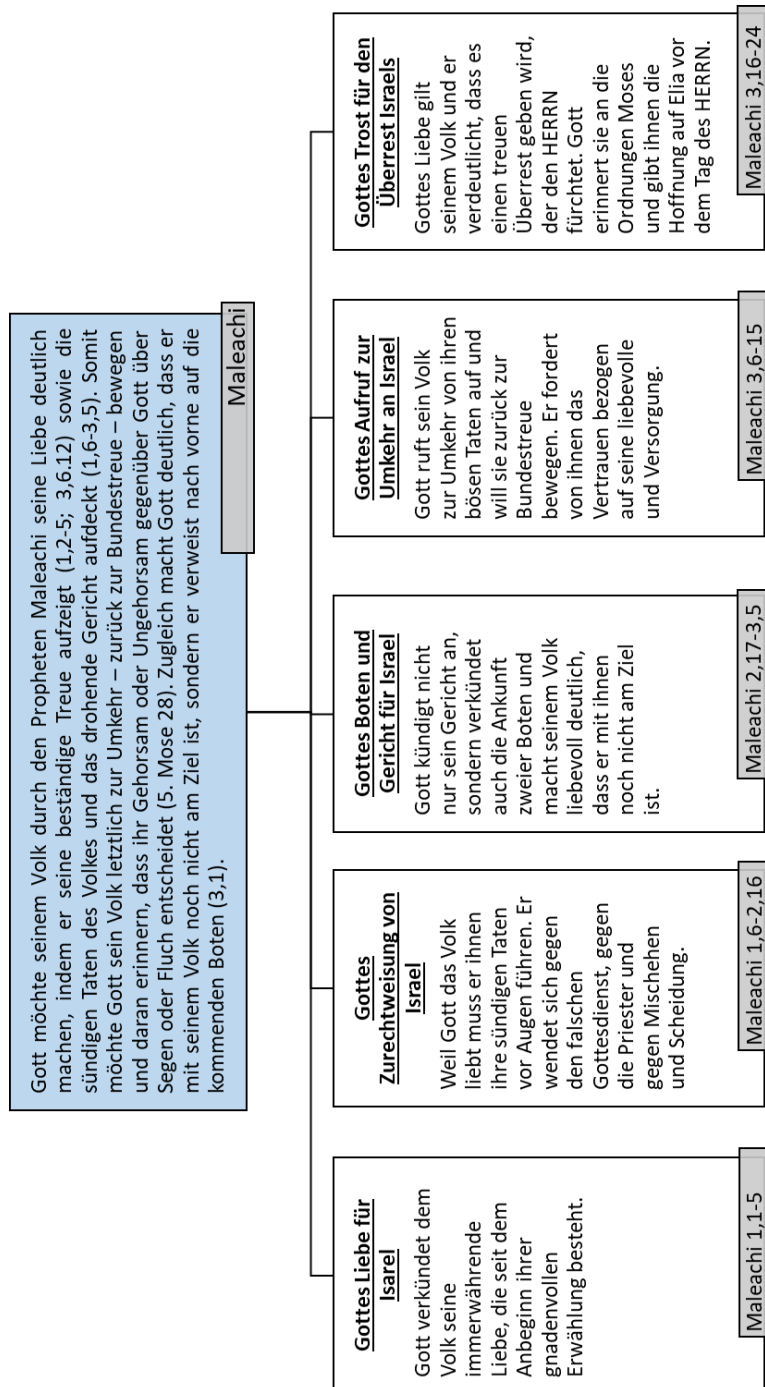 Gott möchte seinem Volk durch den Propheten Maleachi seine Liebe deutlich
machen, indem er seine beständige Treue aufzeigt (1,2-5; 3,6.12) sowie die
sündigen Taten des Volkes und das drohende Gericht aufdeckt (1,6-3,5). Somit
möchte Gott sein Volk letztlich zur Umkehr – zurück zur Bundestreue – bewegen
und daran erinnern, dass ihr Gehorsam oder Ungehorsam gegenüber Gott über
Segen oder Fluch entscheidet (5. Mose 28). Zugleich macht Gott deutlich, dass er
mit seinem Volk noch nicht am Ziel ist, sondern er verweist nach vorne auf die
kommenden Boten (3,1).
Maleachi
Gottes Liebe für
Isarel
Gott verkündet dem
Volk seine
immerwährende
Liebe, die seit dem
Anbeginn ihrer
gnadenvollen
Erwählung besteht.
Maleachi 1,1-5
Gottes
Zurechtweisung von
Israel
Weil Gott das Volk
liebt muss er ihnen
ihre sündigen Taten
vor Augen führen. Er
wendet sich gegen
den falschen
Gottesdienst, gegen
die Priester und
gegen Mischehen
und Scheidung.
Maleachi 1,6-2,16
Gottes Boten und
Gericht für Israel
Gott kündigt nicht
nur sein Gericht an,
sondern verkündet
auch die Ankunft
zweier Boten und
macht seinem Volk
liebevoll deutlich,
dass er mit ihnen
noch nicht am Ziel
ist.
Maleachi 2,17-3,5
Gottes Aufruf zur
Umkehr an Israel
Gott ruft sein Volk
zur Umkehr von ihren
bösen Taten auf und
will sie zurück zur
Bundestreue
bewegen. Er fordert
von ihnen das
Vertrauen bezogen
auf seine liebevolle
und Versorgung.
Maleachi 3,6-15
Gottes Trost für den
Überrest Israels
Gottes Liebe gilt
seinem Volk und er
verdeutlicht, dass es
einen treuen
Überrest geben wird,
der den HERRN
fürchtet. Gott
erinnert sie an die
Ordnungen Moses
und gibt ihnen die
Hoffnung auf Elia vor
dem Tag des HERRN.
Maleachi 3,16-24